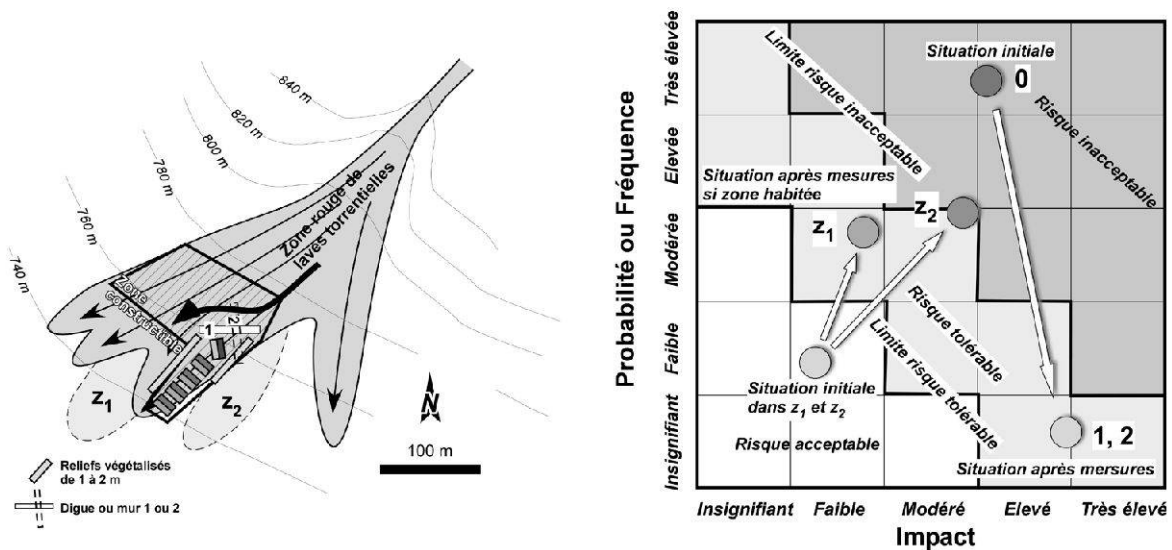 840 m
820 m
800 m
780 m
760 m
740 m
Zone rouge de
laves torrentielles
Zone
constructible
1
2
z1
z2
N
100 m
Reliefs végétalisés
de 1 à 2 m
Digue ou mur 1 ou 2
Probabilité ou Fréquence
Très élevée
Elevée
Modérée
Faible
Insignifiant
Limite risque inacceptable
Situation initiale
0
Risque inacceptable
Situation après mesures
si zone habitée
z1
z2
Risque tolérable
Limite risque tolérable
Situation initiale
dans z1 et z2
Risque acceptable
1, 2
Situation après mersures
Insignifiant
Faible
Modéré
Elevé
Très élevé
Impact